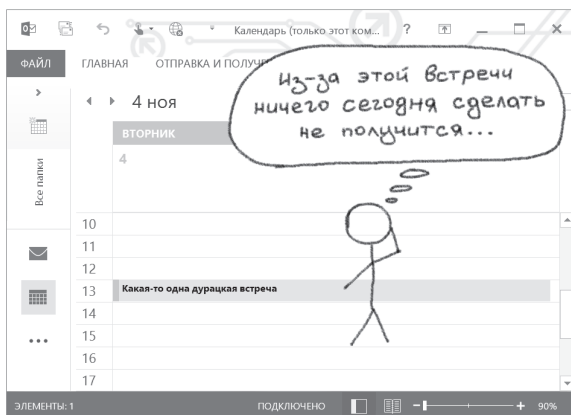 Календарь (только этот ком...
?
ФАЙЛ
ГЛАВНАЯ
ОТПРАВКА И ПОЛУЧЕ
Из-за этой встречи
ничего сегодня сделать
не получится...
4 ноя
ВТОРНИК
4
Все папки
10
11
12
13
Какая-то одна дурацкая встреча
14
15
16
17
ЭЛЕМЕНТЫ: 1
ПОДКЛЮЧЕНО
90%